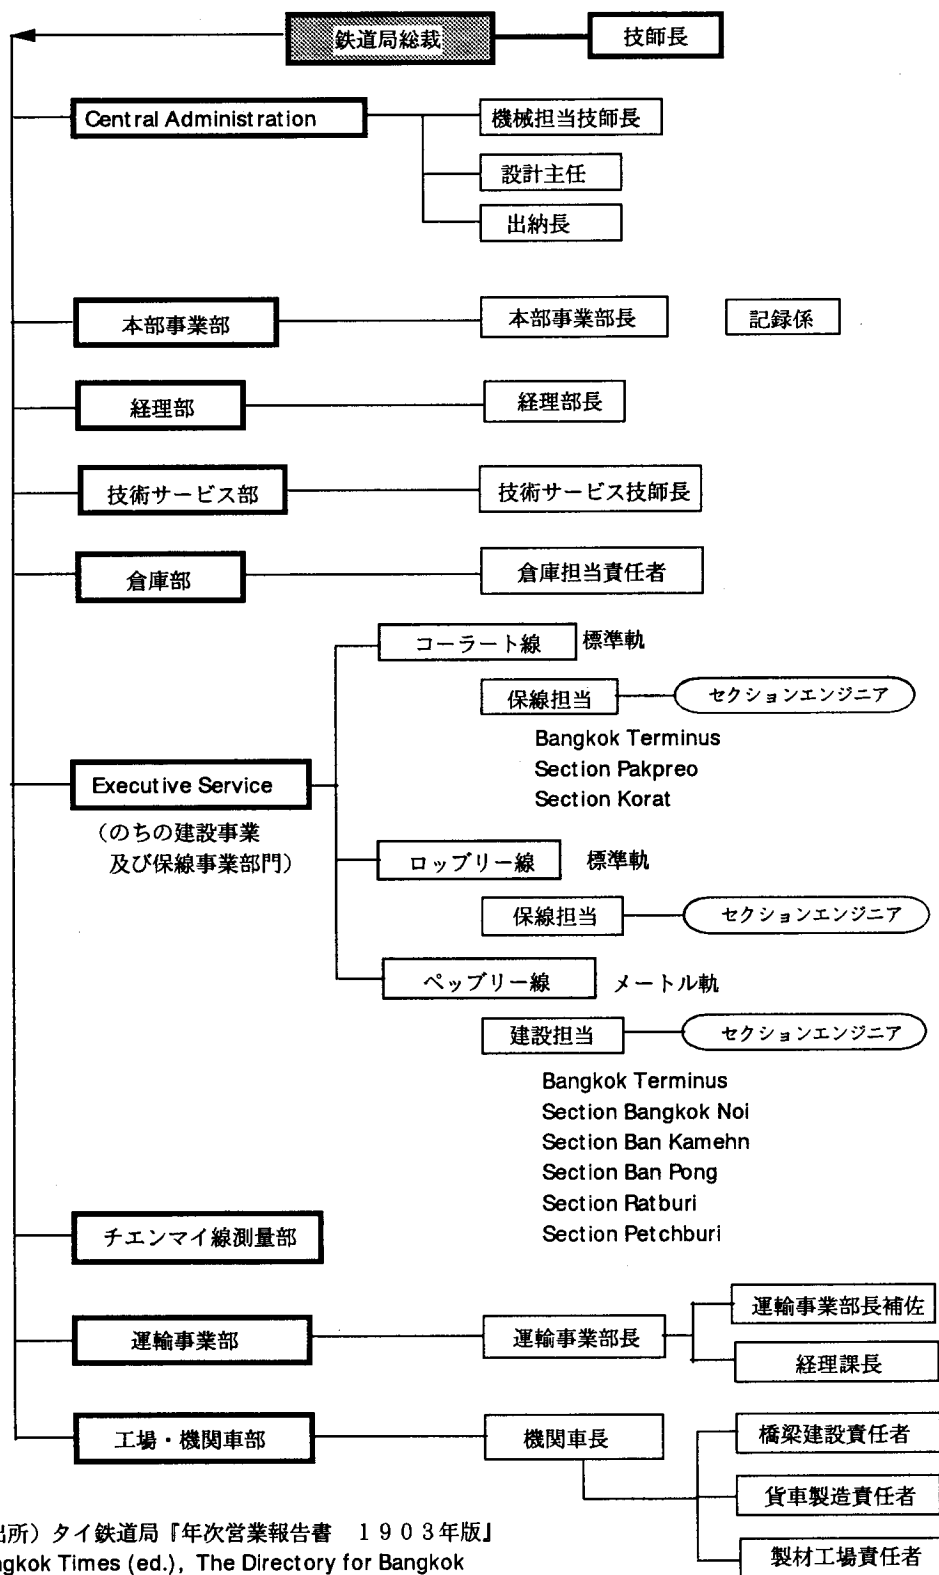 鉄道局総裁
技師長
Central Administration
機械担当技師長
設計主任
出納長
本部事業部
本部事業部長
記録係
経理部
経理部長
技術サービス部
技術サービス技師長
倉庫部
倉庫担当責任者
コーラート線
標準軌
保線担当
セクションエンジニア
Bangkok Terminus
Section Pakpreo
Section Korat
Executive Service
（のちの建設事業
及び保線事業部門）
ロッブリー線
標準軌
保線担当
セクションエンジニア
ペッブリー線
メートル軌
建設担当
セクションエンジニア
Bangkok Terminus
Section Bangkok Noi
Section Ban Kamehn
Section Ban Pong
Section Ratburi
Section Petchburi
チエンマイ線測量部
運輸事業部
運輸事業部長
運輸事業部長補佐
経理課長
工場・機関車部
機関車長
橋梁建設責任者
貨車製造責任者
製材工場責任者
出所）タイ鉄道局『年次営業報告書　１９０３年版』
ngkok Times (ed.), The Directory for Bangkok